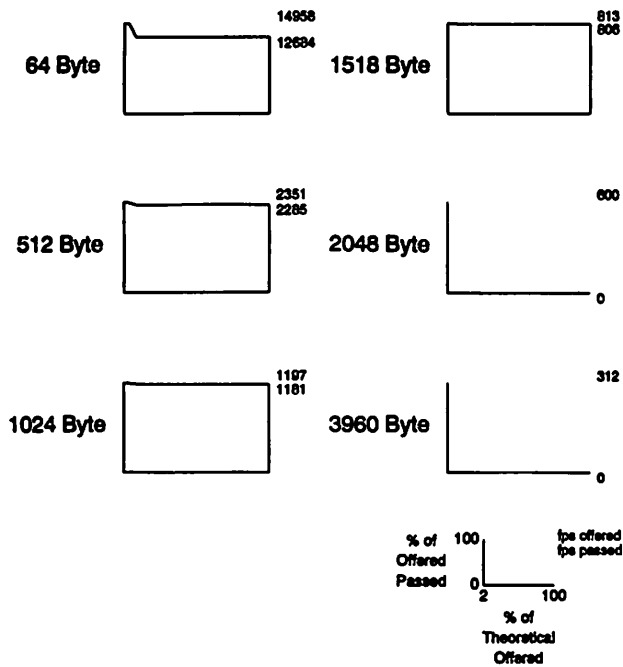 64 Byte
14958
12684
1518 Byte
813
806
512 Byte
2351
2285
2048 Byte
600
0
1024 Byte
1197
1181
3960 Byte
312
0
% of
Offered
Passed
100
0
2
100
% of
Theoretical
Offered
fps offered
fps passed